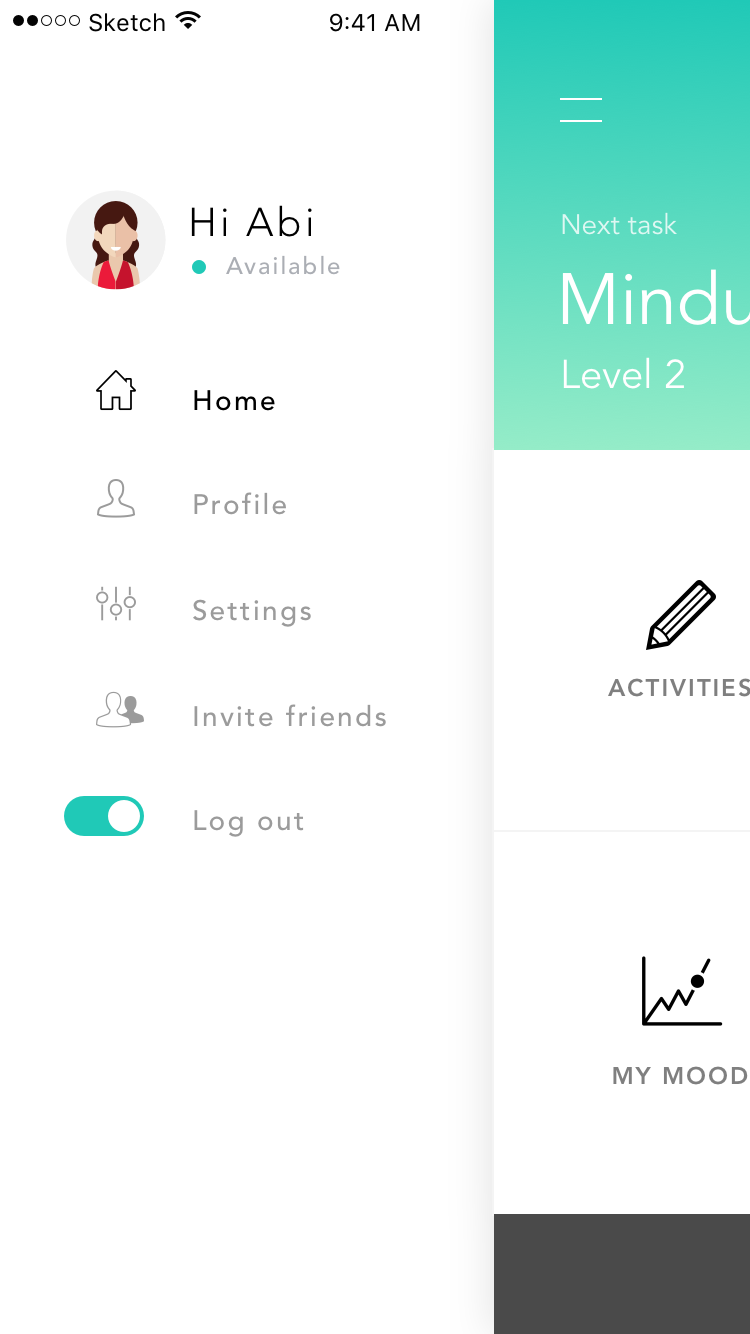 Sketch 9:41 AM
Hi Abi
Available
Home
Profile
Settings
Invite friends
Log out
Next task
Mindu
Level 2
ACTIVITIES
MY MOOD